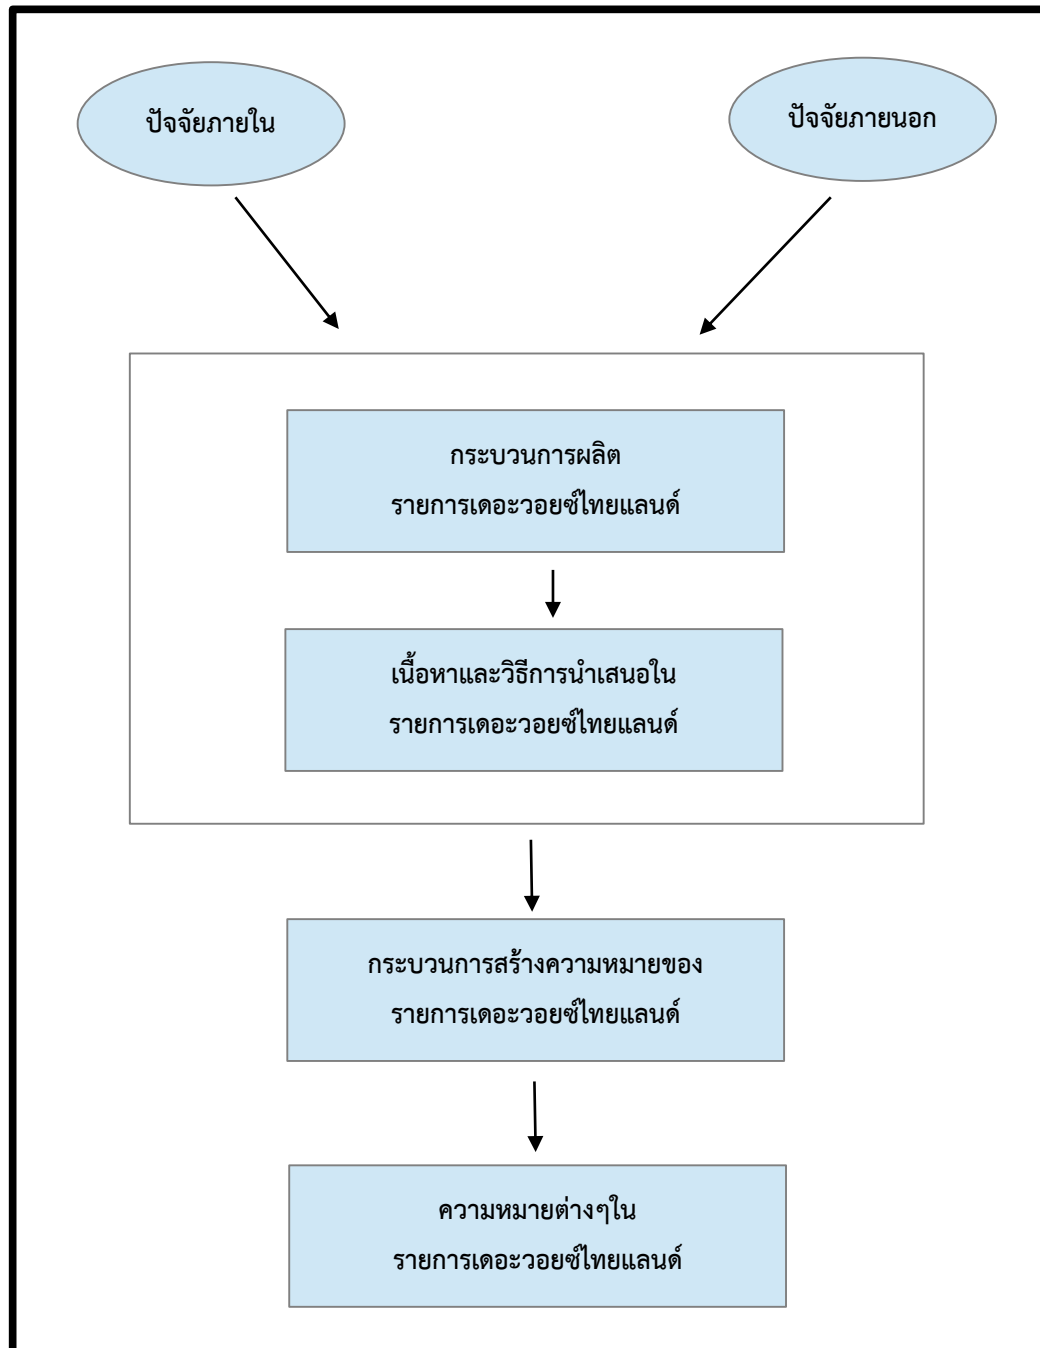 ปัจจัยภายใน
ปัจจัยภายนอก
กระบวนการผลิต
รายการเดอะวอยซ์ไทยแลนด์
เนื้อหาและวิธีการนำเสนอใน
รายการเดอะวอยซ์ไทยแลนด์
กระบวนการสร้างความหมายของ
รายการเดอะวอยซ์ไทยแลนด์
ความหมายต่างๆใน
รายการเดอะวอยซ์ไทยแลนด์